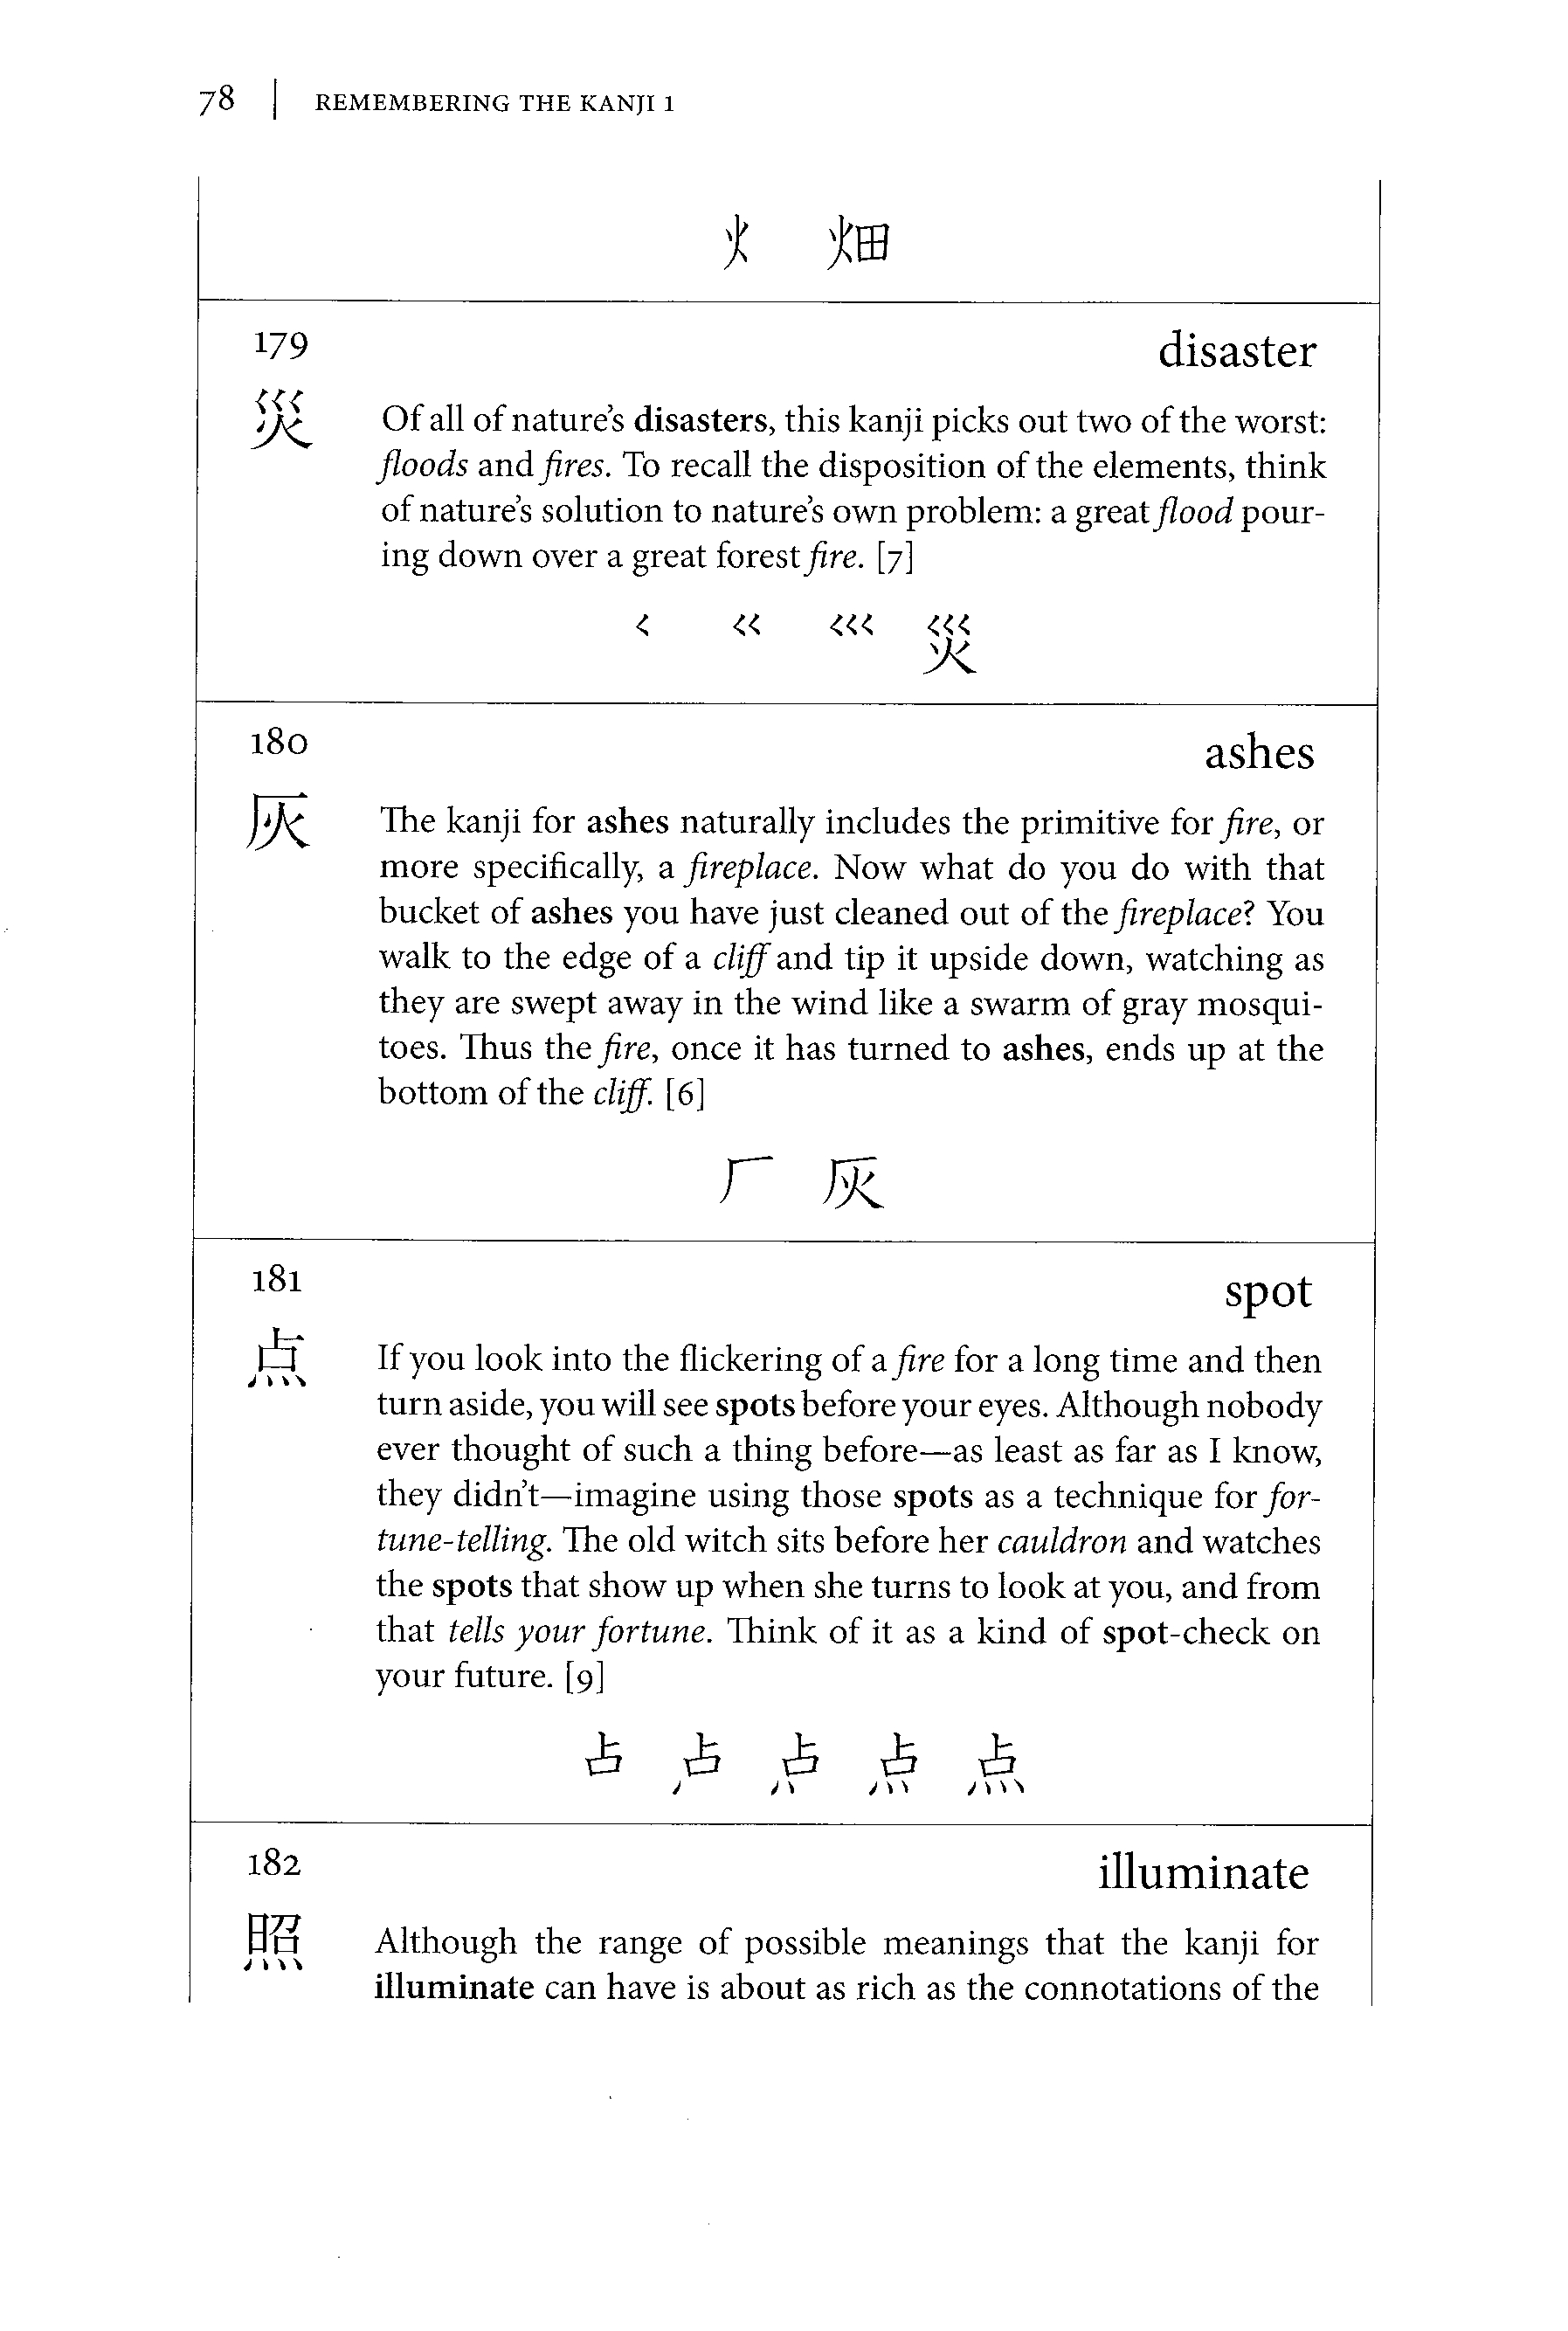 78 | REMEMBERING THE KANJI 1
火 畑
179
disaster
災
Of all of nature's disasters, this kanji picks out two of the worst:
floods and fires. To recall the disposition of the elements, think
of nature's solution to nature's own problem: a great flood pour-
ing down over a great forest fire. [7]
く 巜 巛 災
180
ashes
灰
The kanji for ashes naturally includes the primitive for fire, or
more specifically, a fireplace. Now what do you do with that
bucket of ashes you have just cleaned out of the fireplace? You
walk to the edge of a cliff and tip it upside down, watching as
they are swept away in the wind like a swarm of gray mosqui-
toes. Thus the fire, once it has turned to ashes, ends up at the
bottom of the cliff. [6]
厂 灰
181
spot
点
If you look into the flickering of a fire for a long time and then
turn aside, you will see spots before your eyes. Although nobody
ever thought of such a thing before—as least as far as I know,
they didn't—imagine using those spots as a technique for for-
tune-telling. The old witch sits before her cauldron and watches
the spots that show up when she turns to look at you, and from
that tells your fortune. Think of it as a kind of spot-check on
your future. [9]
占 点
182
illuminate
照
Although the range of possible meanings that the kanji for
illuminate can have is about as rich as the connotations of the